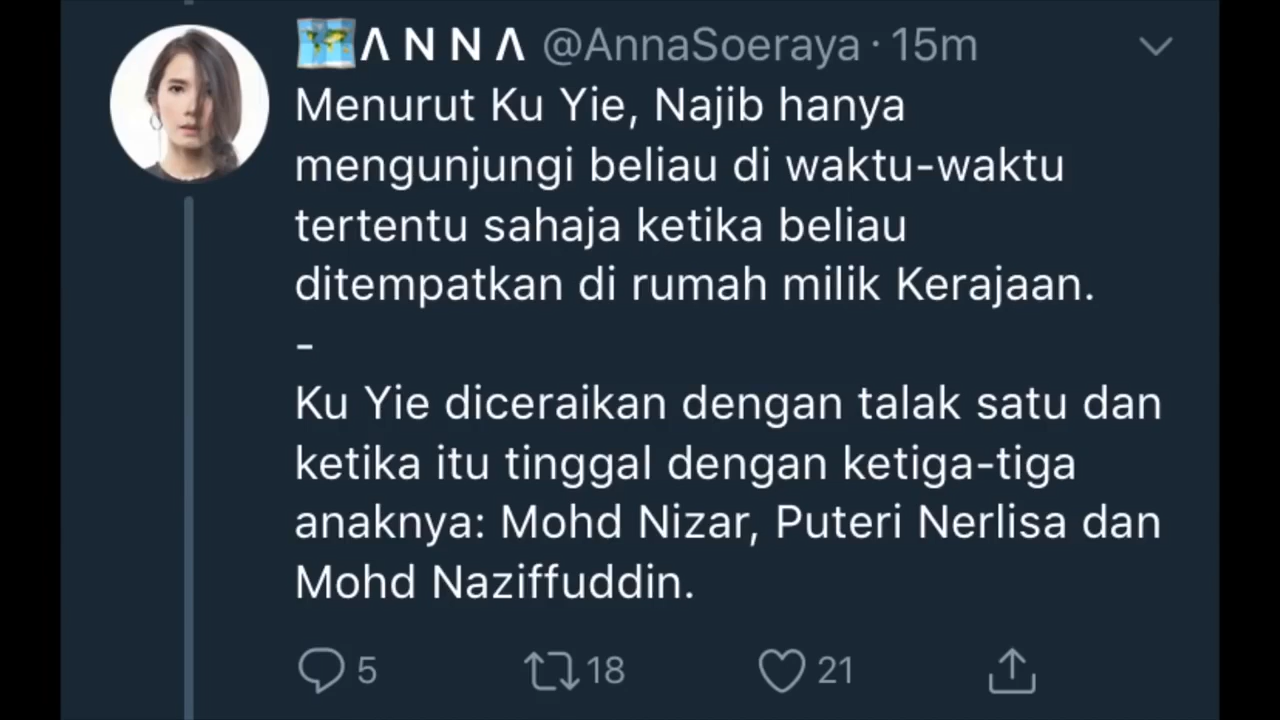 ΛNNΛ @AnnaSoeraya · 15m
Menurut Ku Yie, Najib hanya
mengunjungi beliau di waktu-waktu
tertentu sahaja ketika beliau
ditempatkan di rumah milik Kerajaan.
-
Ku Yie diceraikan dengan talak satu dan
ketika itu tinggal dengan ketiga-tiga
anaknya: Mohd Nizar, Puteri Nerlisa dan
Mohd Naziffuddin.
5 18 21